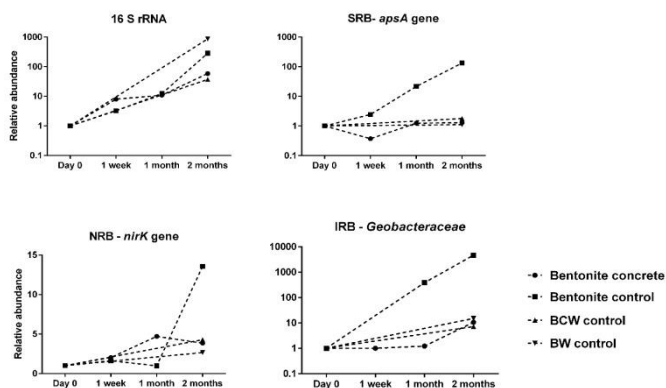 16 S rRNA
Relative abundance
1000
100
10
1
0.1
Day 0 1 week 1 month 2 months
SRB- apsA gene
1000
100
10
1
0.1
Day 0 1 week 1 month 2 months
NRB - nirK gene
Relative abundance
15
10
5
0
Day 0 1 week 1 month 2 months
IRB - Geobacteraceae
10000
1000
100
10
1
0.1
Day 0 1 week 1 month 2 months
Bentonite concrete
Bentonite control
BCW control
BW control